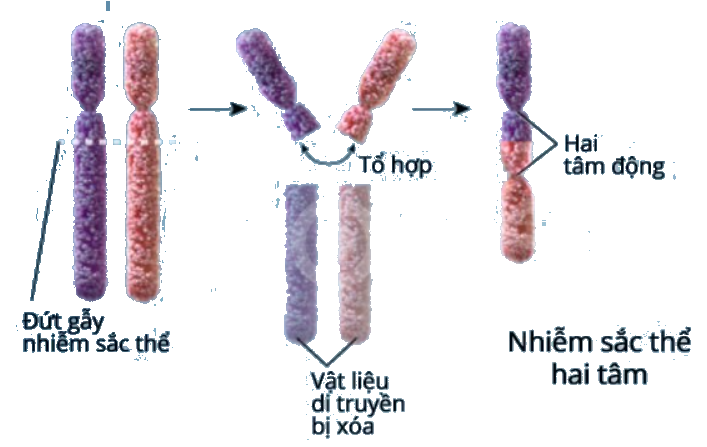 Tổ hợp
Hai
tâm động
Đứt gẫy
nhiễm sắc thể
Vật liệu
di truyền
bị xóa
Nhiễm sắc thể
hai tâm